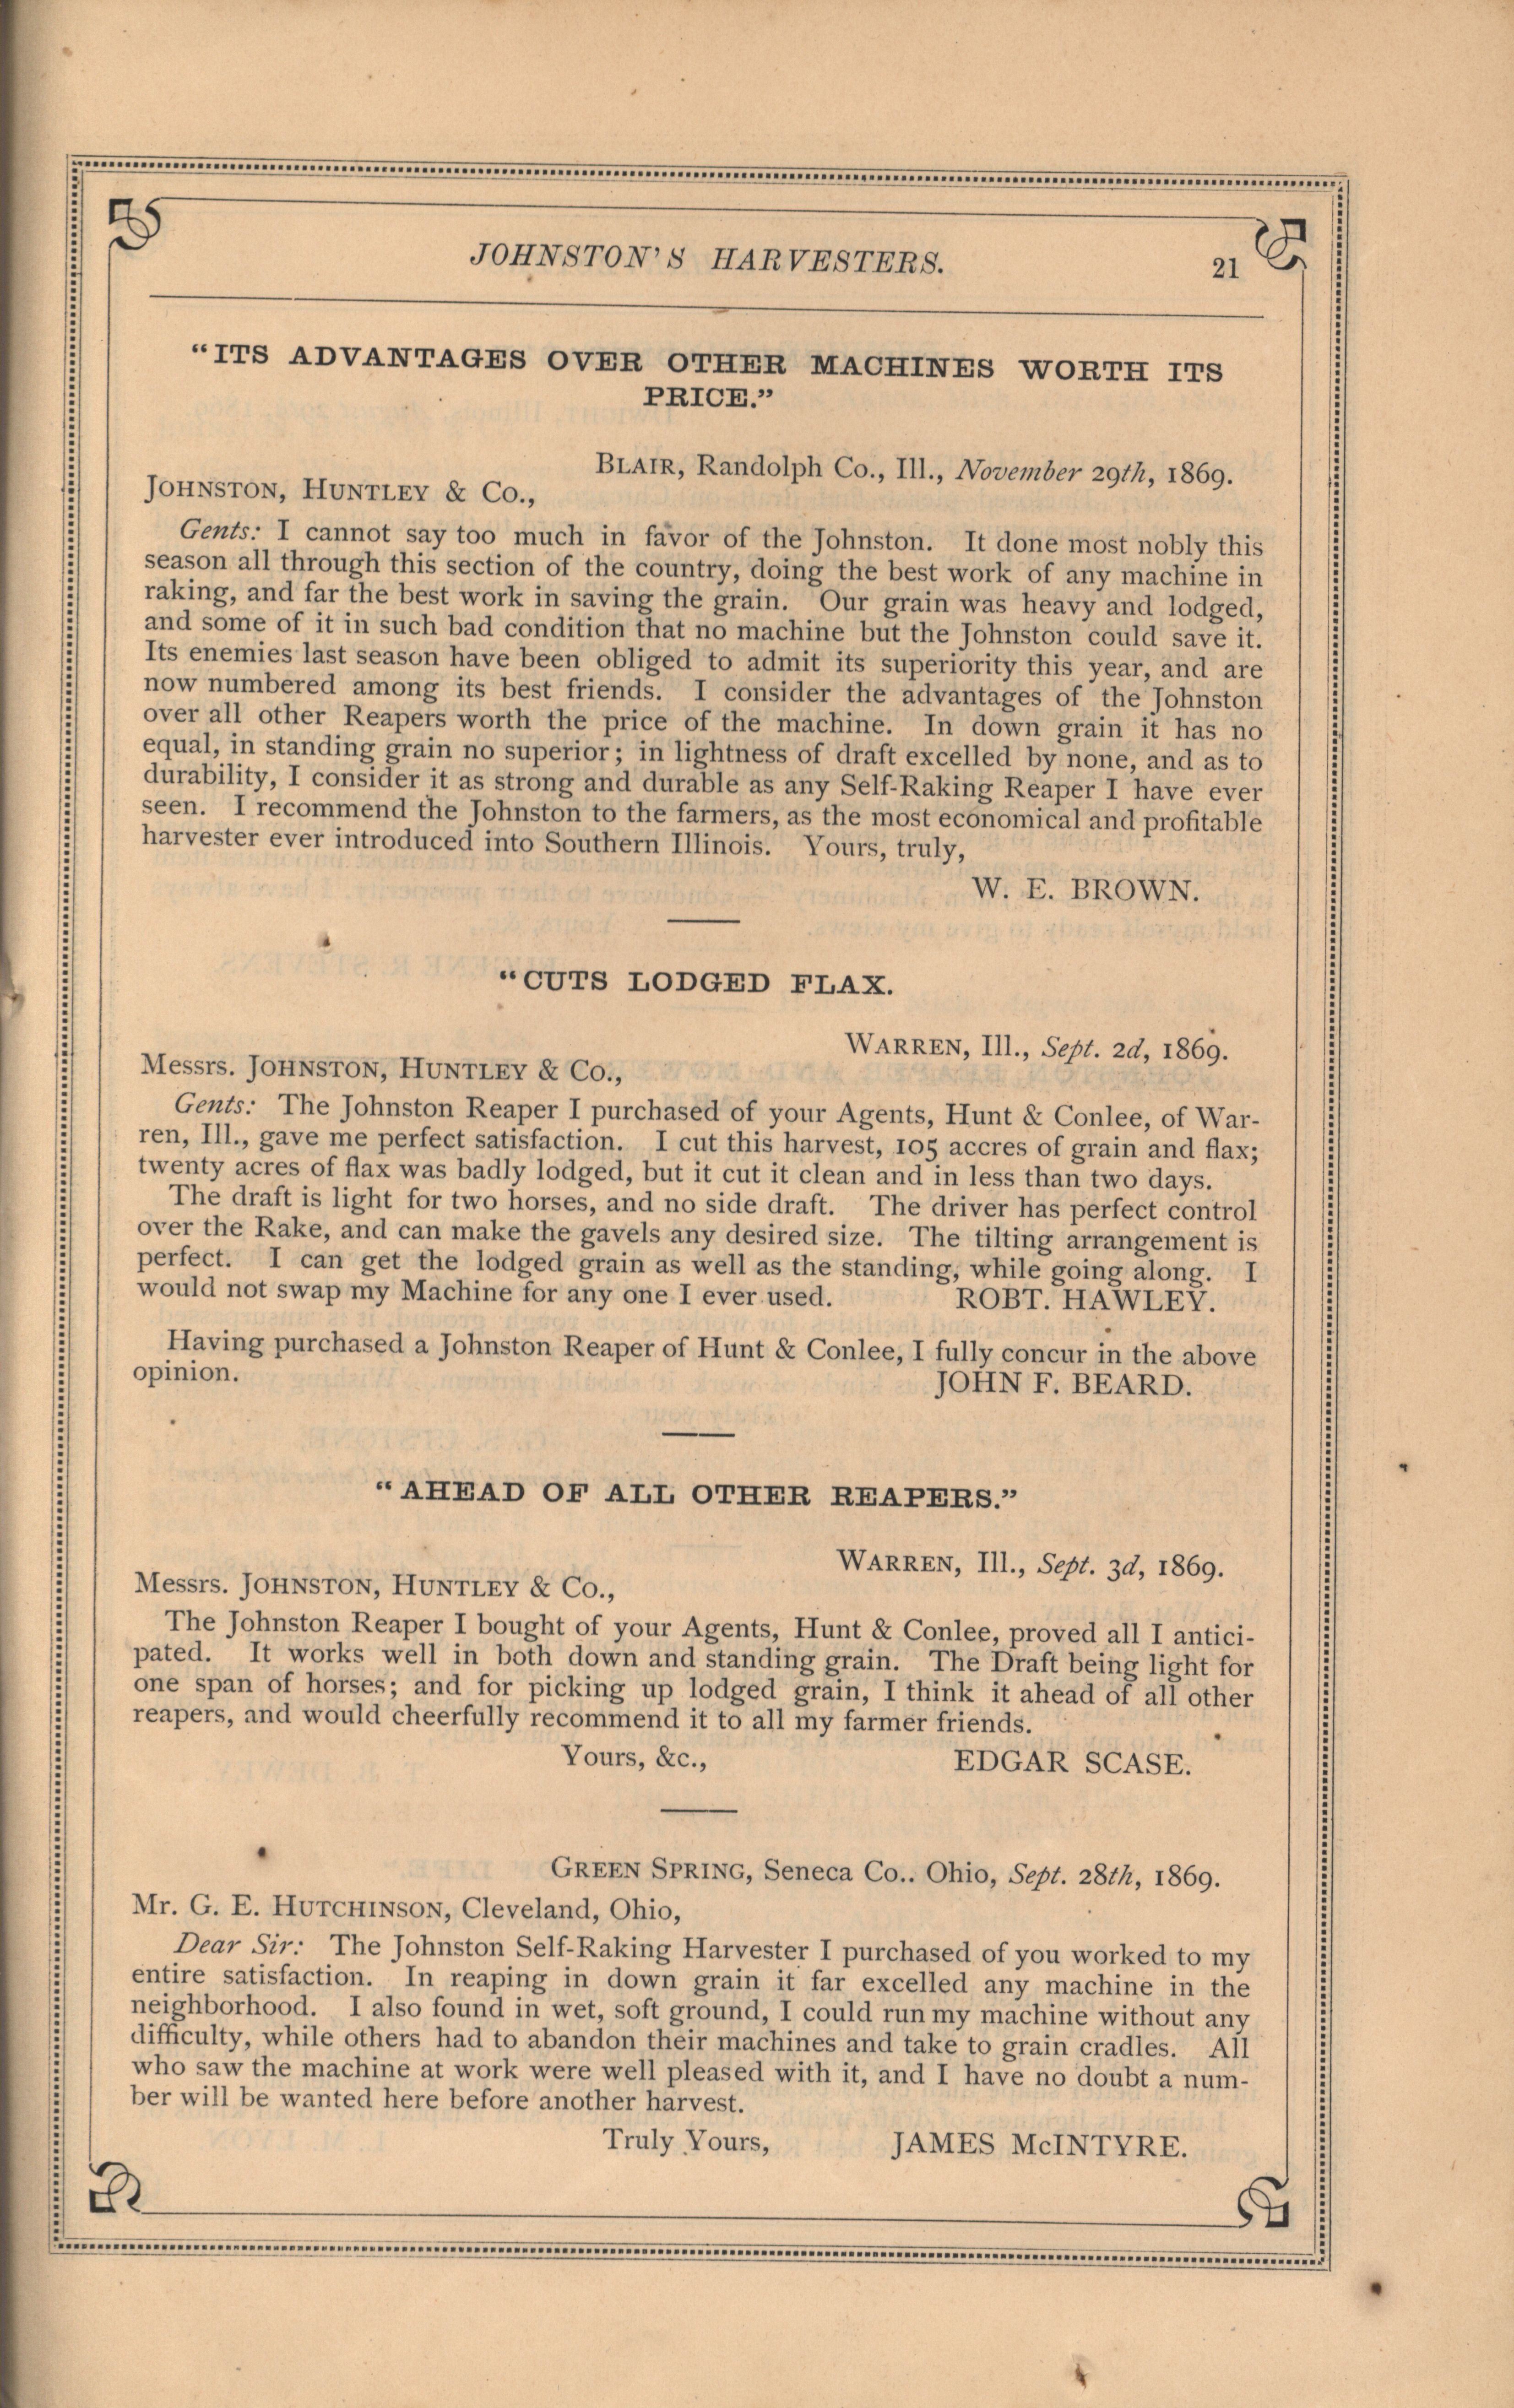 JOHNSTON'S HARVESTERS.
21
"ITS ADVANTAGES OVER OTHER MACHINES WORTH ITS
PRICE."
BLAIR, Randolph Co., Ill., November 29th, 1869.
JOHNSTON, HUNTLEY & Co.,
Gents: I cannot say too much in favor of the Johnston. It done most nobly this
season all through this section of the country, doing the best work of any machine in
raking, and far the best work in saving the grain. Our grain was heavy and lodged,
and some of it in such bad condition that no machine but the Johnston could save it.
Its enemies last season have been obliged to admit its superiority this year, and are
now numbered among its best friends. I consider the advantages of the Johnston
over all other Reapers worth the price of the machine. In down grain it has no
equal, in standing grain no superior; in lightness of draft excelled by none, and as to
durability, I consider it as strong and durable as any Self-Raking Reaper I have ever
seen. I recommend the Johnston to the farmers, as the most economical and profitable
harvester ever introduced into Southern Illinois. Yours, truly,
W. E. BROWN.
"CUTS LODGED FLAX.
WARREN, Ill., Sept. 2d, 1869.
Messrs. JOHNSTON, HUNTLEY & Co.,
Gents: The Johnston Reaper I purchased of your Agents, Hunt & Conlee, of War-
ren, Ill., gave me perfect satisfaction. I cut this harvest, 105 accres of grain and flax;
twenty acres of flax was badly lodged, but it cut it clean and in less than two days.
The draft is light for two horses, and no side draft. The driver has perfect control
over the Rake, and can make the gavels any desired size. The tilting arrangement is
perfect. I can get the lodged grain as well as the standing, while going along. I
would not swap my Machine for any one I ever used. ROBT. HAWLEY.
Having purchased a Johnston Reaper of Hunt & Conlee, I fully concur in the above
opinion. JOHN F. BEARD.
"AHEAD OF ALL OTHER REAPERS."
WARREN, Ill., Sept. 3d, 1869.
Messrs. JOHNSTON, HUNTLEY & Co.,
The Johnston Reaper I bought of your Agents, Hunt & Conlee, proved all I antici-
pated. It works well in both down and standing grain. The Draft being light for
one span of horses; and for picking up lodged grain, I think it ahead of all other
reapers, and would cheerfully recommend it to all my farmer friends.
Yours, &c., EDGAR SCASE.
GREEN SPRING, Seneca Co.. Ohio, Sept. 28th, 1869.
Mr. G. E. HUTCHINSON, Cleveland, Ohio,
Dear Sir: The Johnston Self-Raking Harvester I purchased of you worked to my
entire satisfaction. In reaping in down grain it far excelled any machine in the
neighborhood. I also found in wet, soft ground, I could run my machine without any
difficulty, while others had to abandon their machines and take to grain cradles. All
who saw the machine at work were well pleased with it, and I have no doubt a num-
ber will be wanted here before another harvest.
Truly Yours, JAMES McINTYRE.